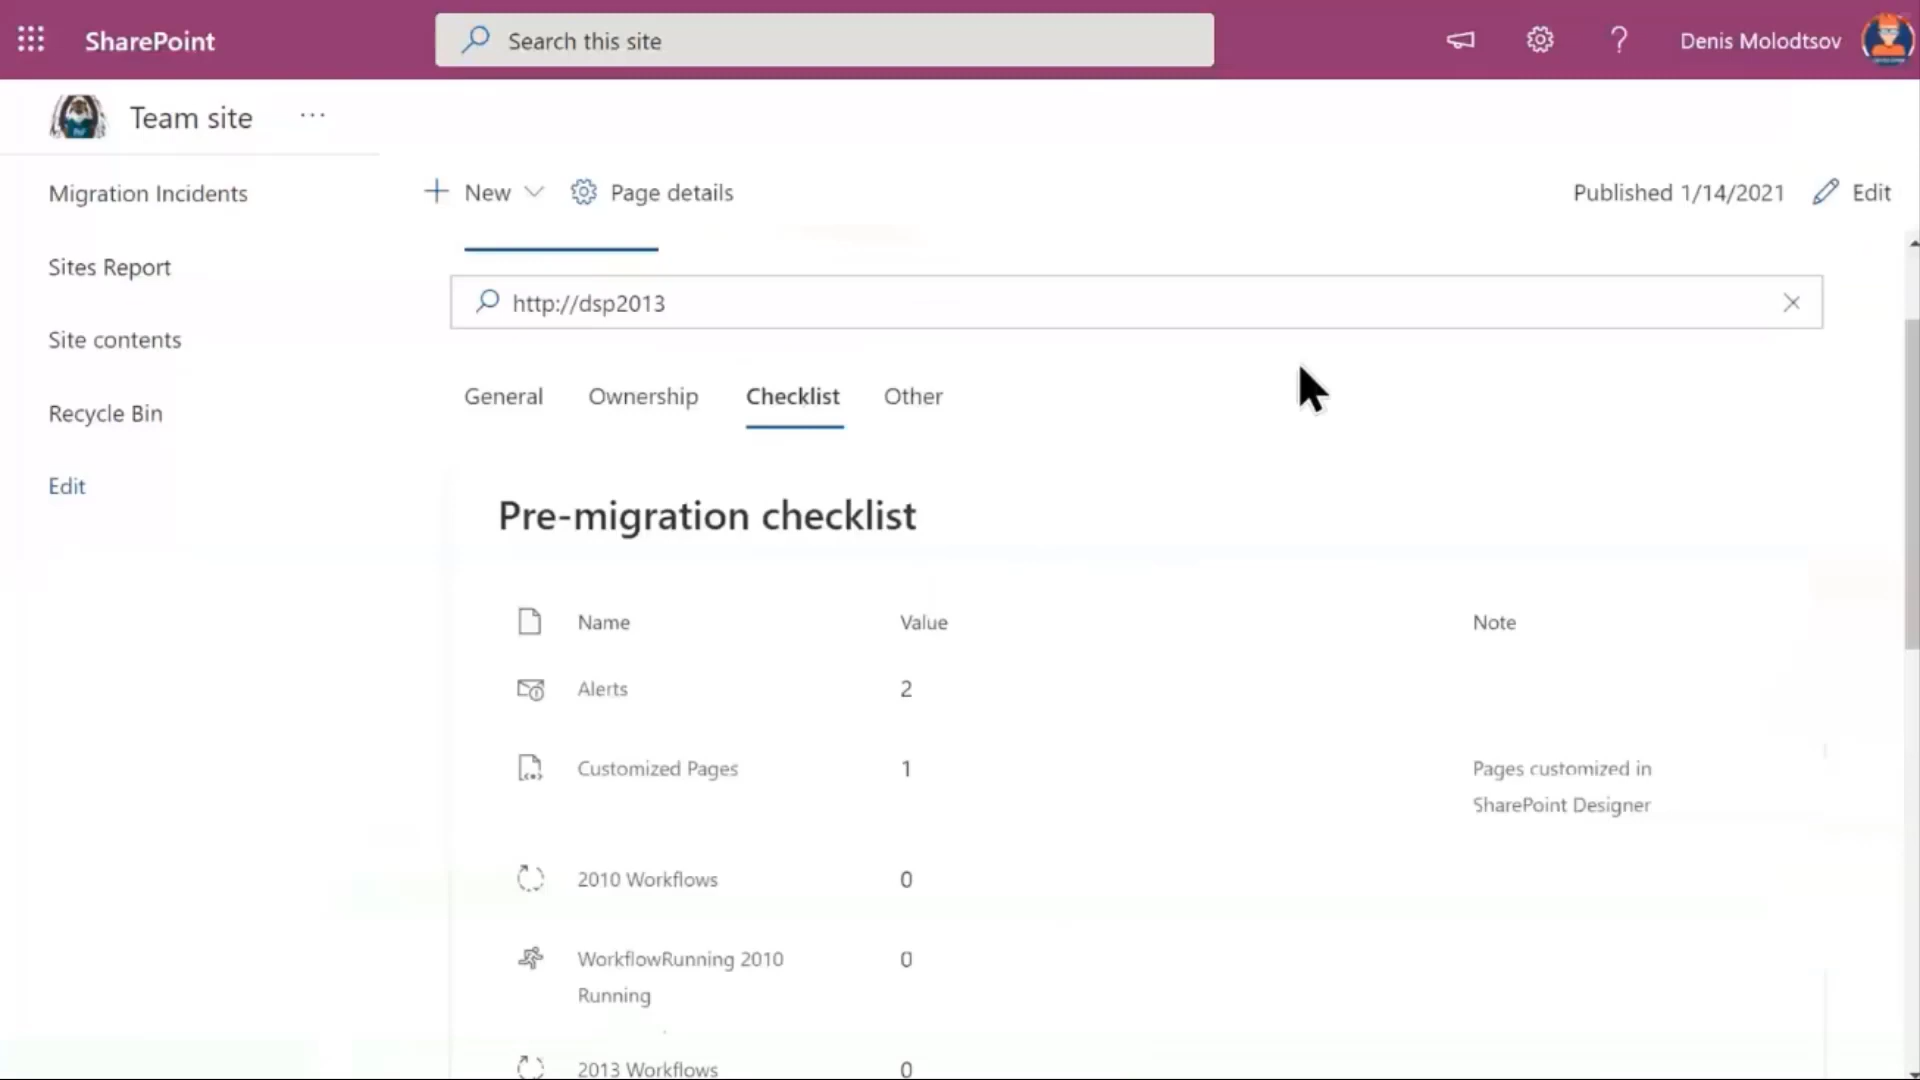 SharePoint
Search this site
Denis Molodtsov
Team site
...
Migration Incidents
New
Page details
Published 1/14/2021
Edit
Sites Report
http://dsp2013
Site contents
General
Ownership
Checklist
Other
Recycle Bin
Edit
Pre-migration checklist
Name
Value
Note
Alerts
2
Customized Pages
1
Pages customized in
SharePoint Designer
2010 Workflows
0
WorkflowRunning 2010
Running
0
2013 Workflows
0